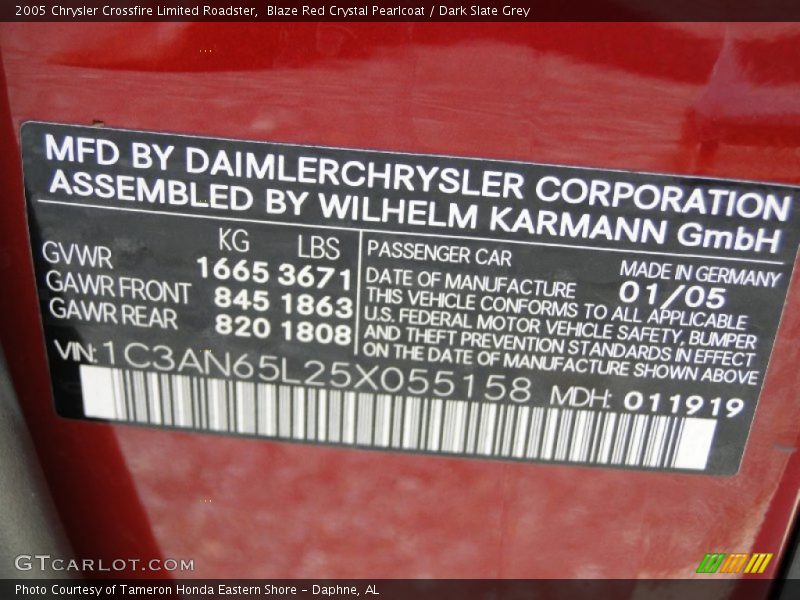 2005 Chrysler Crossfire Limited Roadster,  Blaze Red Crystal Pearlcoat / Dark Slate Grey
MFD BY DAIMLERCHRYSLER CORPORATION
ASSEMBLED BY WILHELM KARMANN GmbH
KG LBS
GVWR 1665 3671
GAWR FRONT 845 1863
GAWR REAR 820 1808
PASSENGER CAR MADE IN GERMANY
DATE OF MANUFACTURE 01/05
THIS VEHICLE CONFORMS TO ALL APPLICABLE
U.S. FEDERAL MOTOR VEHICLE SAFETY, BUMPER
AND THEFT PREVENTION STANDARDS IN EFFECT
ON THE DATE OF MANUFACTURE SHOWN ABOVE
VIN: 1C3AN65L25X055158 MDH: 011919
GTCARLOT.COM
Photo Courtesy of Tameron Honda Eastern Shore - Daphne, AL